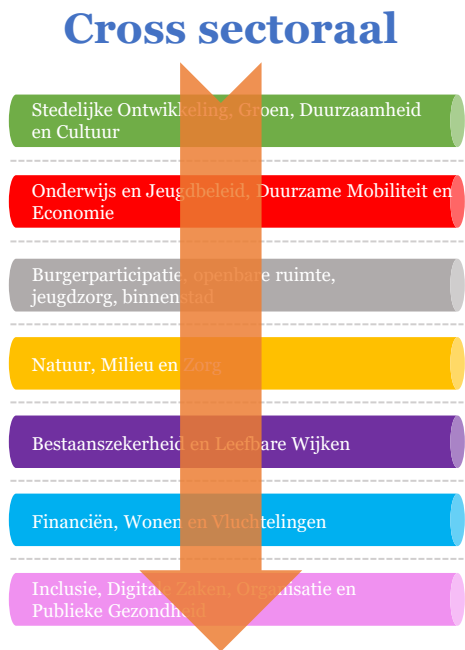 Cross sectoraal
Stedelijke Ontwikkeling, Groen, Duurzaamheid
en Cultuur
Onderwijs en Jeugdbeleid, Duurzame Mobiliteit en
Economie
Burgerparticipatie, openbare ruimte,
jeugdzorg, binnenstad
Natuur, Milieu en Zorg
Bestaanszekerheid en Leefbare Wijken
Financiën, Wonen en Vluchtelingen
Inclusie, Digitale Zaken, Organisatie en
Publieke Gezondheid